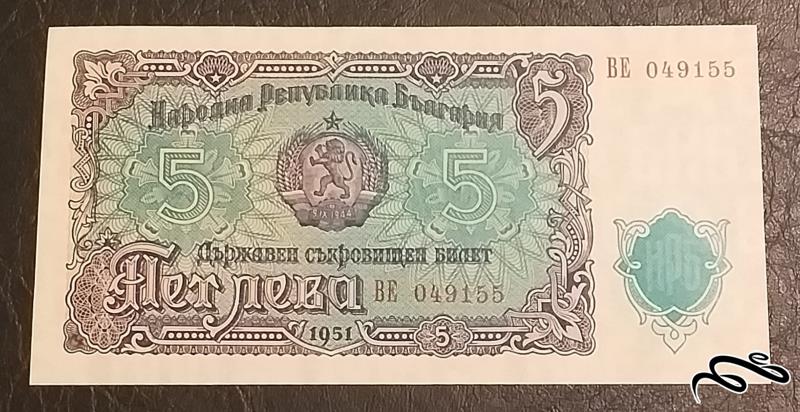 ВЕ 049155
5
Народна Република България
5
5
9 IX 1944
Държавен съкровищен билет
Пет лева ВЕ 049155
НРБ
1951
5